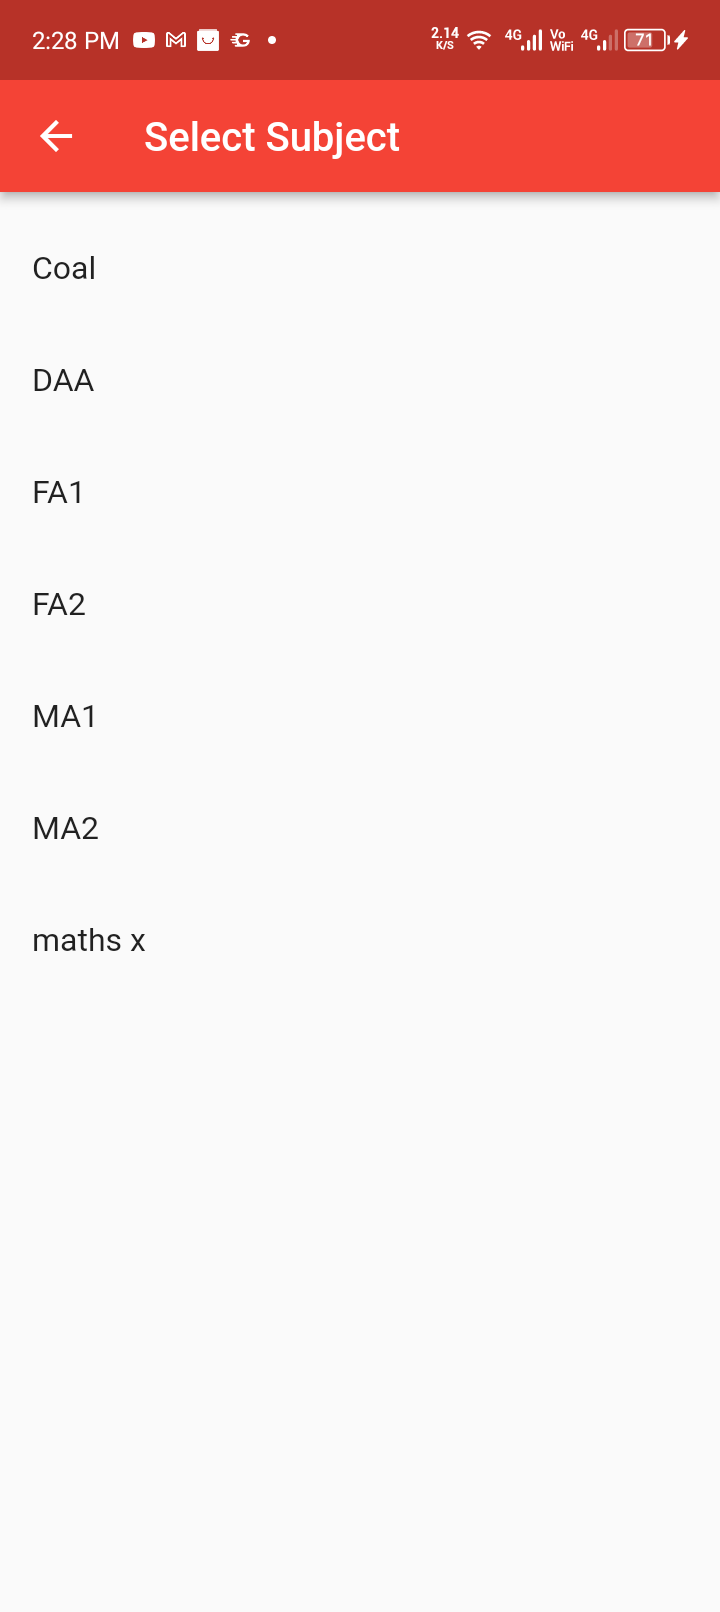 2:28 PM 2.14 K/S 4G Vo WiFi 4G 71
Select Subject
Coal
DAA
FA1
FA2
MA1
MA2
maths x